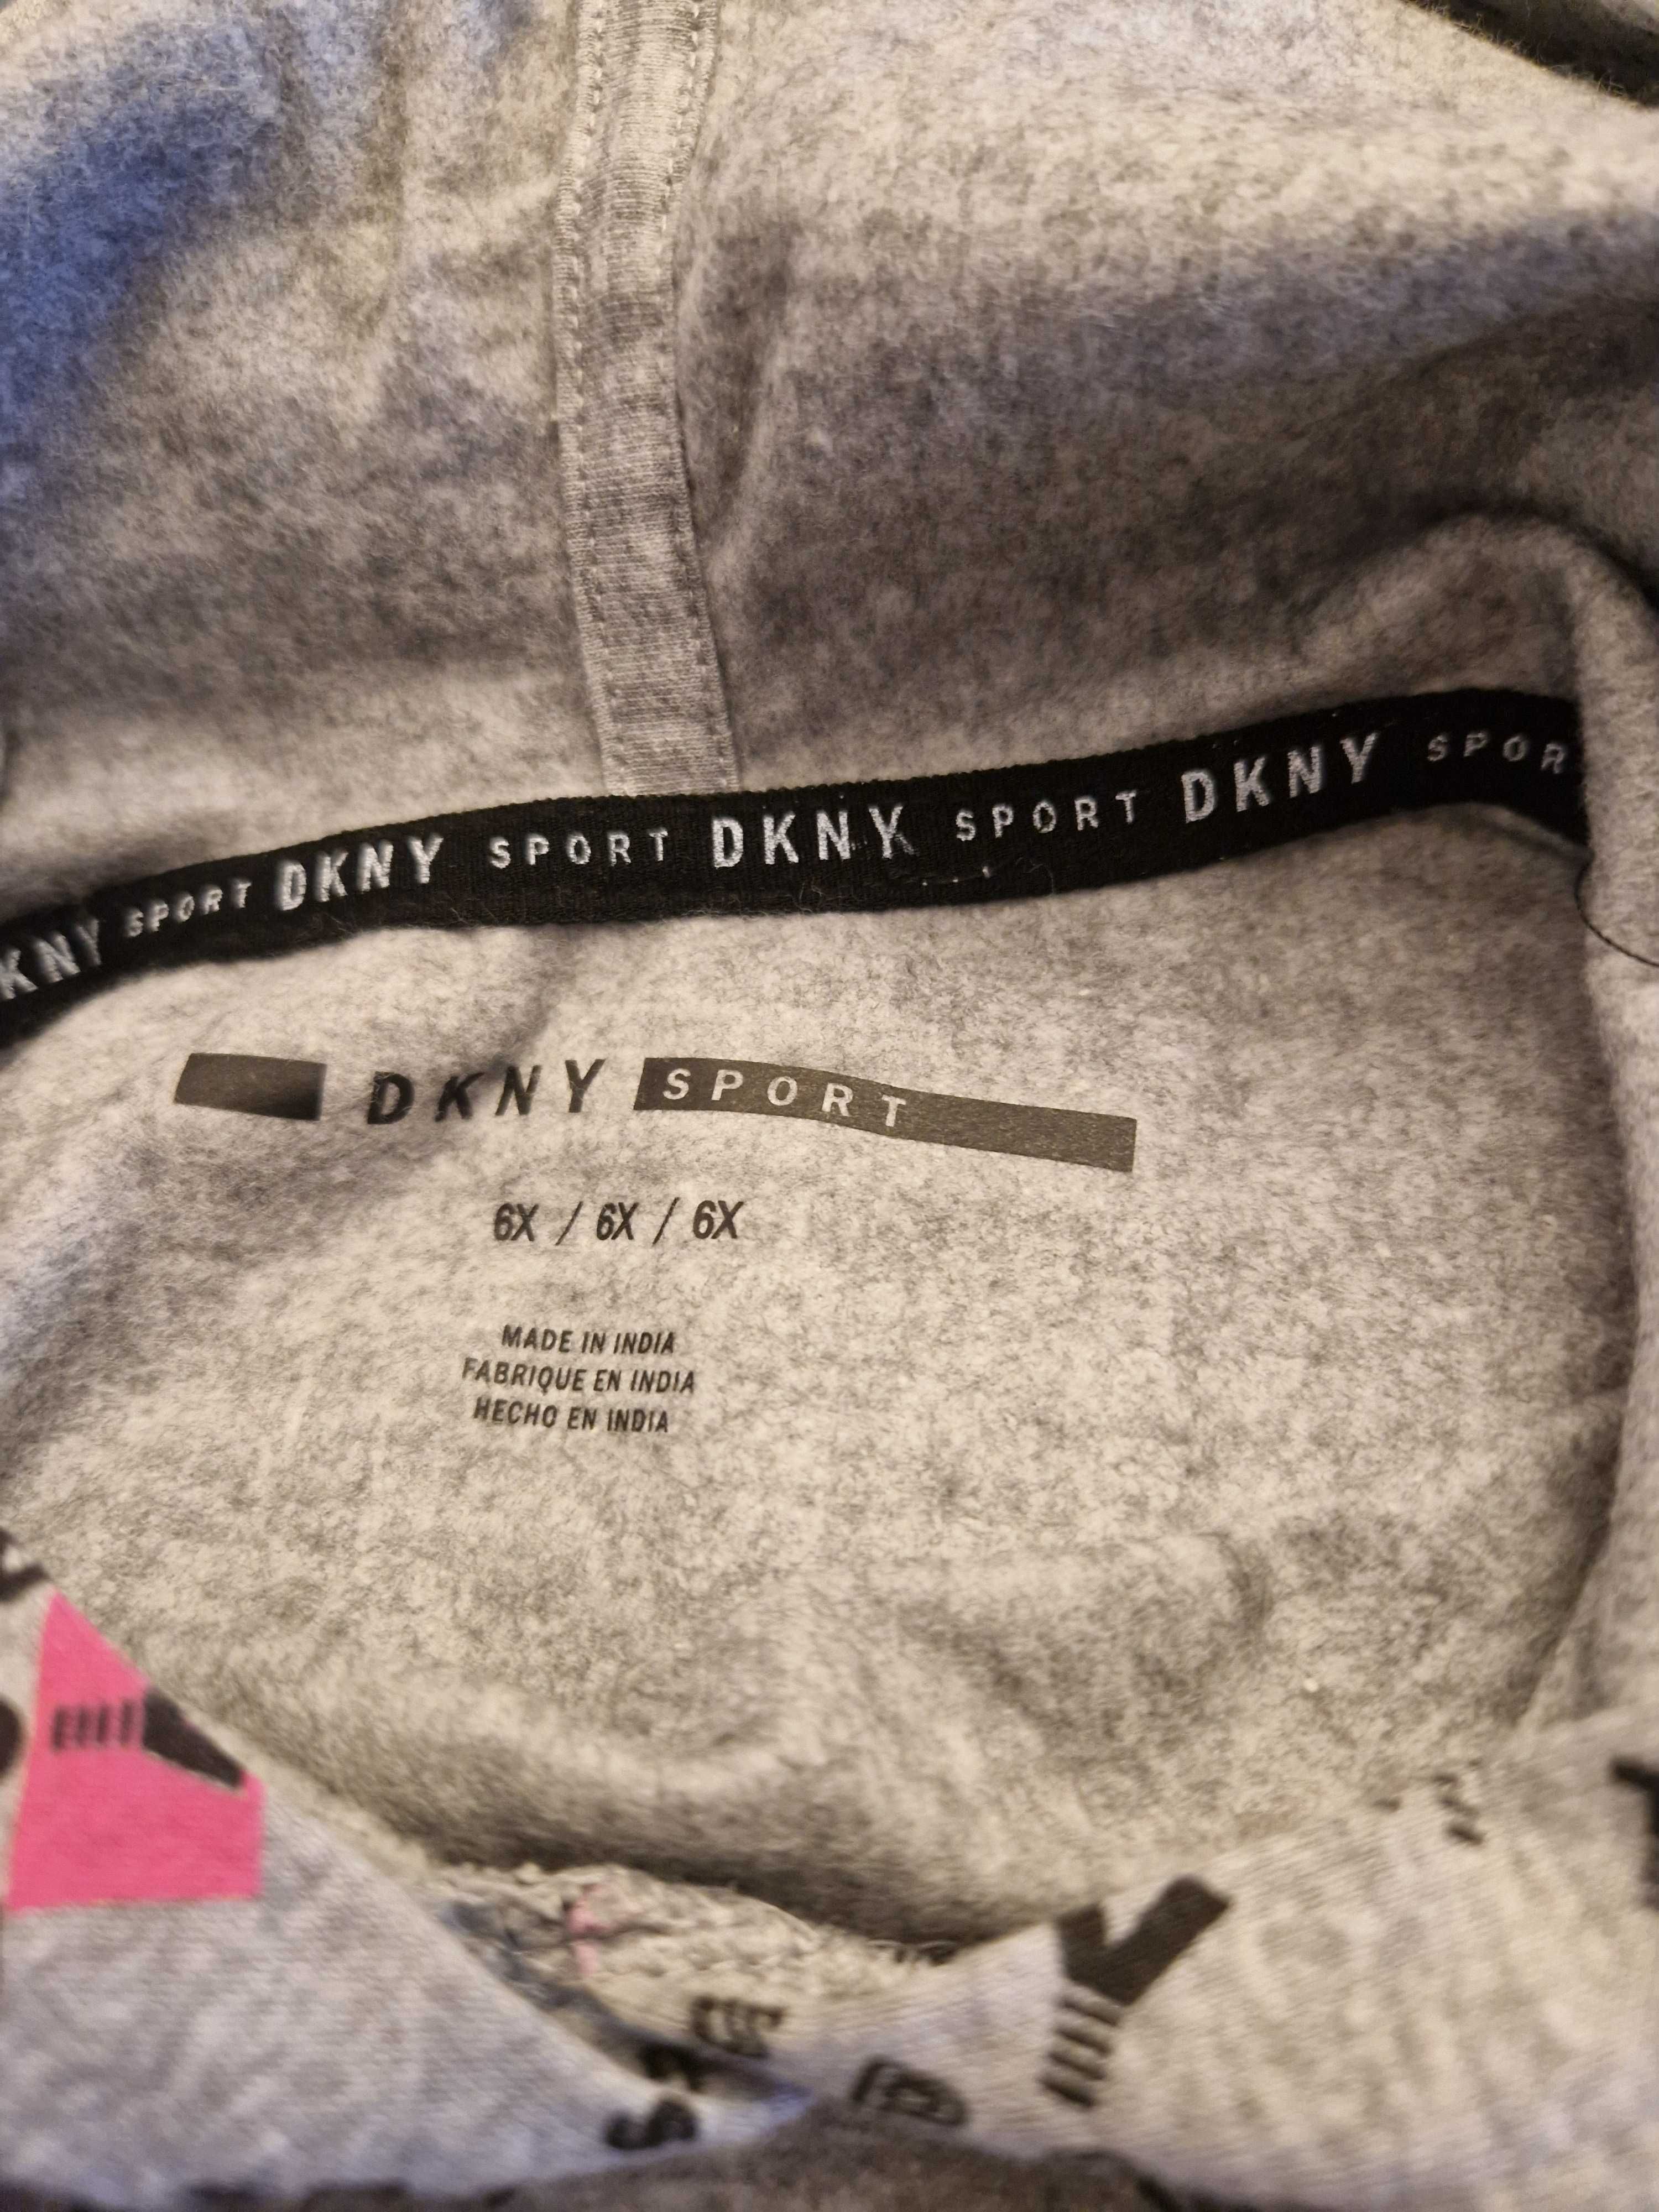 KNY SPORT DKNY SPORT DKNY SPORT DKNY SPOR
DKNY SPORT
6X / 6X / 6X
MADE IN INDIA
FABRIQUE EN INDIA
HECHO EN INDIA